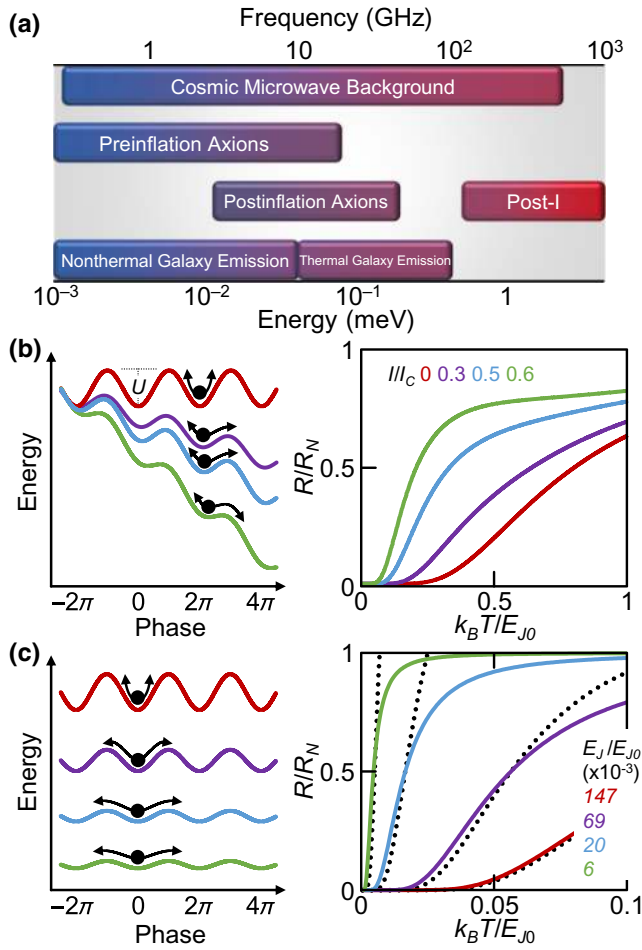 (a)
Frequency (GHz)
1 10 10² 10³
Cosmic Microwave Background
Preinflation Axions
Postinflation Axions Post-I
Nonthermal Galaxy Emission Thermal Galaxy Emission
10⁻³ 10⁻² 10⁻¹ 1
Energy (meV)
(b)
Energy
U
−2π 0 2π 4π
Phase
R/R_N
1
0.5
0
I/I_C 0 0.3 0.5 0.6
0 0.5 1
k_BT/E_J0
(c)
Energy
−2π 0 2π 4π
Phase
R/R_N
1
0.5
0
E_J/E_J0
(x10⁻³)
147
69
20
6
0 0.05 0.1
k_BT/E_J0